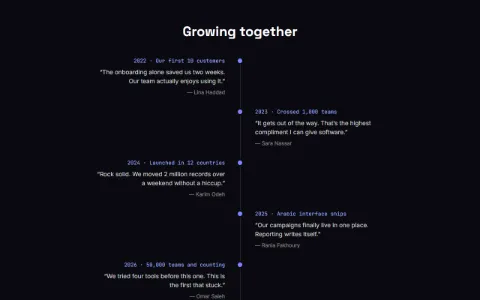 Growing together
2022 · Our first 10 customers
"The onboarding alone saved us two weeks.
Our team actually enjoys using it."
— Lina Haddad
2023 · Crossed 1,000 teams
"It gets out of the way. That's the highest
compliment I can give software."
— Sara Nassar
2024 · Launched in 12 countries
"Rock solid. We moved 2 million records over
a weekend without a hiccup."
— Karim Odeh
2025 · Arabic interface ships
"Our campaigns finally live in one place.
Reporting writes itself."
— Rania Fakhoury
2026 · 50,000 teams and counting
"We tried four tools before this one. This is
the first that stuck."
— Omar Saleh